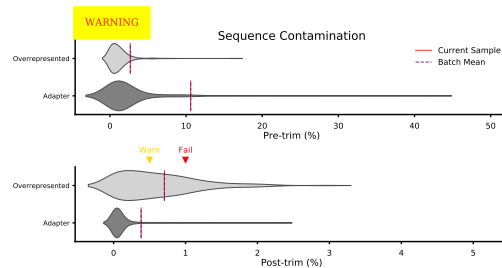 WARNING
Sequence Contamination
Current Sample
Batch Mean
Overrepresented
Adapter
0 10 20 30 40 50
Pre-trim (%)
Warn Fail
Overrepresented
Adapter
0 1 2 3 4 5
Post-trim (%)